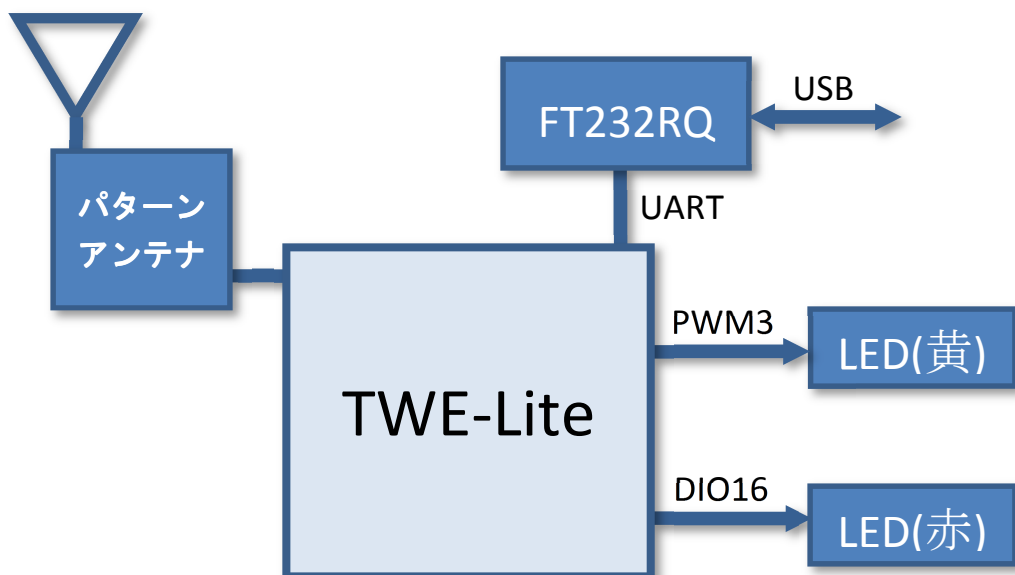 FT232RQ
USB
パターン
アンテナ
UART
TWE-Lite
PWM3
LED(黄)
DIO16
LED(赤)